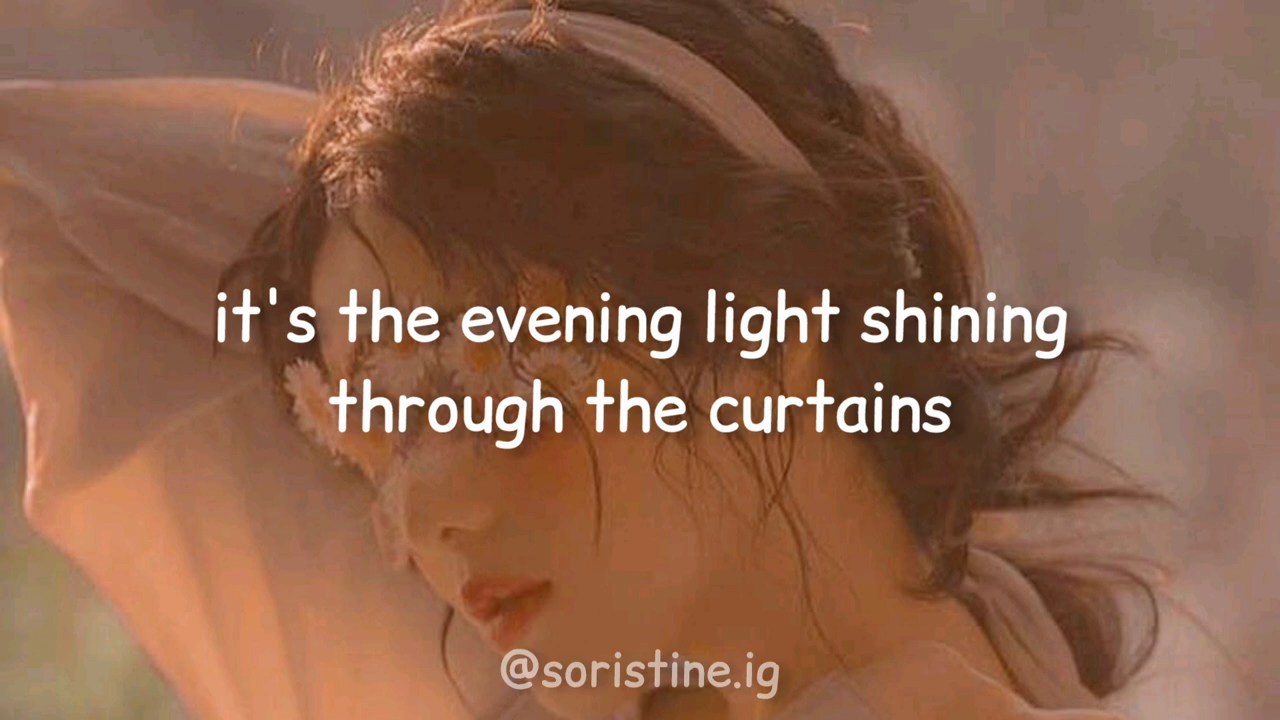 it's the evening light shining
through the curtains
@soristine.ig